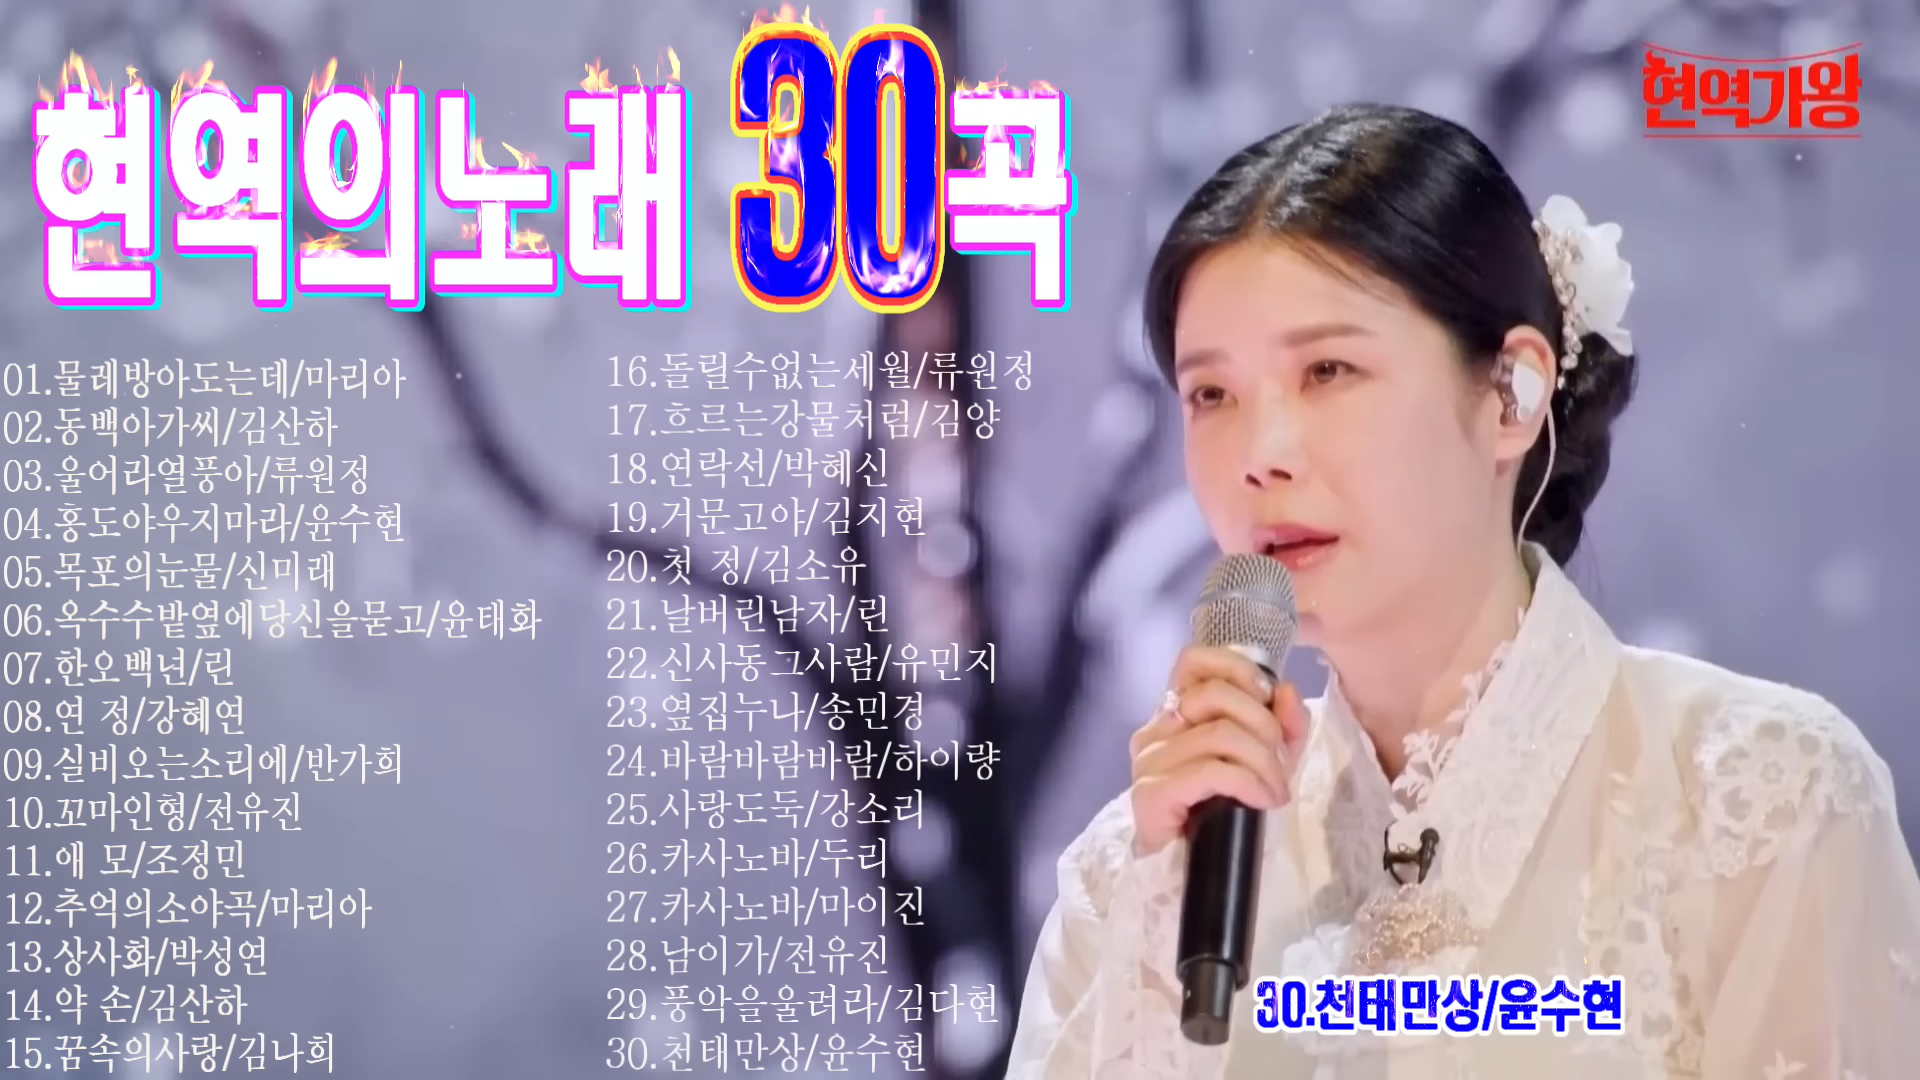 현역의노래 30곡
현역가왕
01.물레방아도는데/마리아
02.동백아가씨/김산하
03.울어라열풍아/류원정
04.홍도야우지마라/윤수현
05.목포의눈물/신미래
06.옥수수밭옆에당신을묻고/윤태화
07.한오백년/린
08.연 정/강혜연
09.실비오는소리에/반가희
10.꼬마인형/전유진
11.애 모/조정민
12.추억의소야곡/마리아
13.상사화/박성연
14.약 손/김산하
15.꿈속의사랑/김나희
16.돌릴수없는세월/류원정
17.흐르는강물처럼/김양
18.연락선/박혜신
19.거문고야/김지현
20.첫 정/김소유
21.날버린남자/린
22.신사동그사람/유민지
23.옆집누나/송민경
24.바람바람바람/하이량
25.사랑도둑/강소리
26.카사노바/두리
27.카사노바/마이진
28.남이가/전유진
29.풍악을울려라/김다현
30.천태만상/윤수현
30.천태만상/윤수현